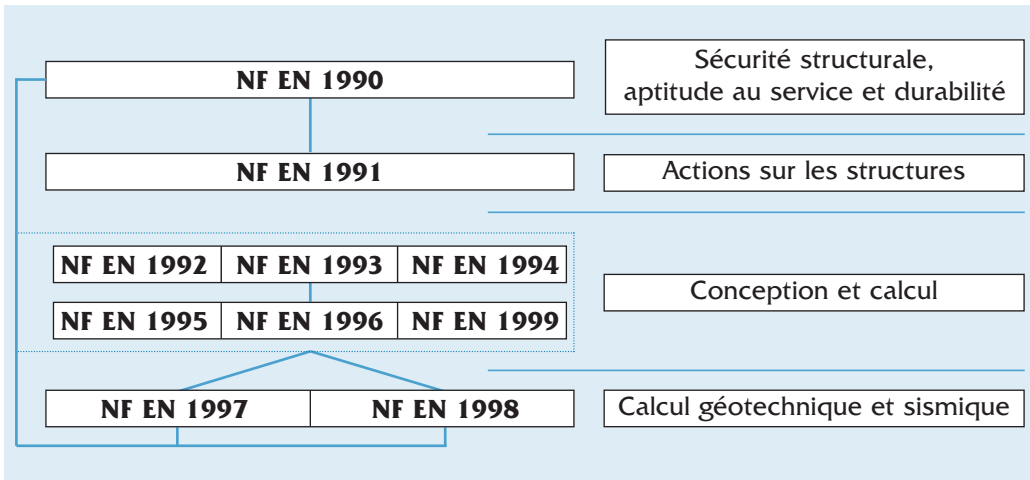 NF EN 1990
Sécurité structurale,
aptitude au service et durabilité
NF EN 1991
Actions sur les structures
NF EN 1992 NF EN 1993 NF EN 1994
NF EN 1995 NF EN 1996 NF EN 1999
Conception et calcul
NF EN 1997 NF EN 1998
Calcul géotechnique et sismique